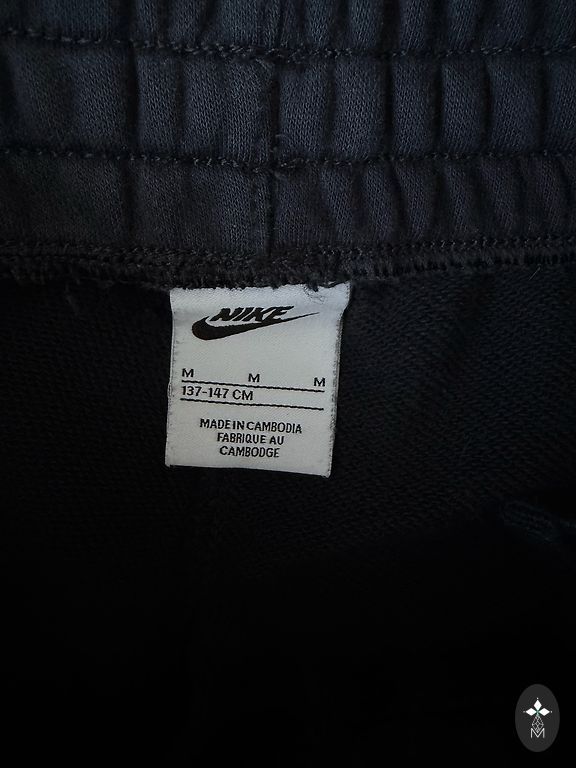 NIKE
M M M
137-147 CM
MADE IN CAMBODIA
FABRIQUE AU
CAMBODGE
M